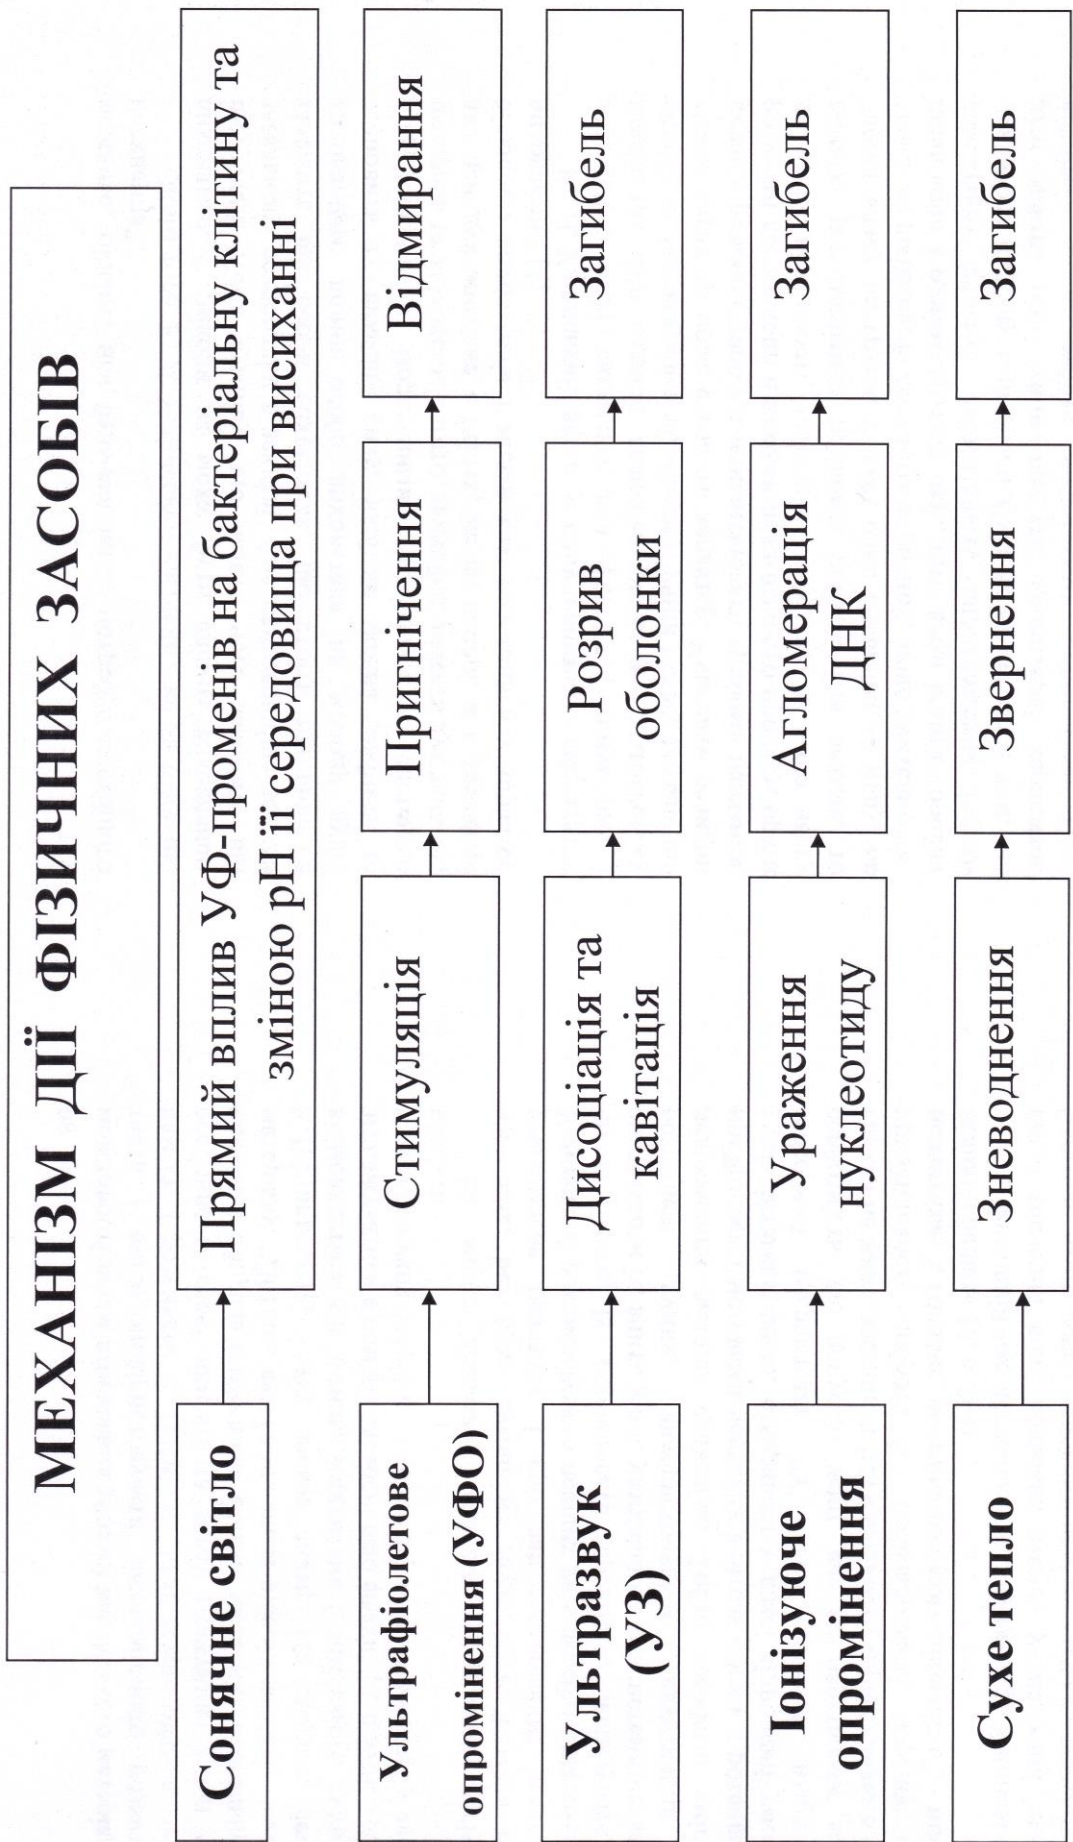 МЕХАНІЗМ ДІЇ ФІЗИЧНИХ ЗАСОБІВ
Сонячне світло
Прямий вплив УФ-променів на бактеріальну клітину та
зміною рН її середовища при висиханні
Ультрафіолетове
опромінення (УФО)
Стимуляція
Пригнічення
Відмирання
Ультразвук
(УЗ)
Дисоціація та
кавітація
Розрив
оболонки
Загибель
Іонізуюче
опромінення
Ураження
нуклеотиду
Агломерація
ДНК
Загибель
Сухе тепло
Зневоднення
Звернення
Загибель